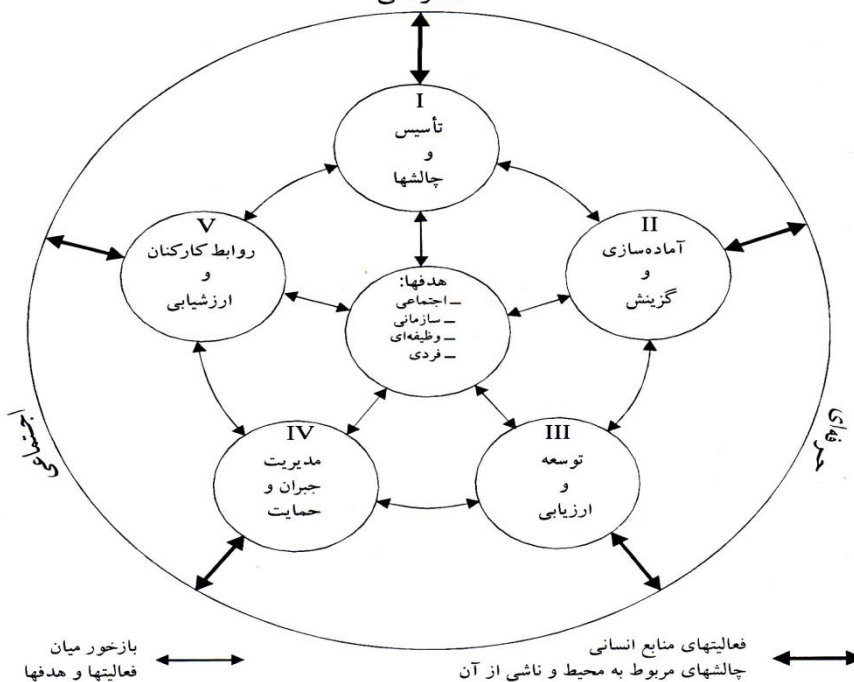 I
تأسیس
و
چالشها
II
آماده‌سازی
و
گزینش
V
روابط کارکنان
و
ارزشیابی
هدفها:
ـ اجتماعی
ـ سازمانی
ـ وظیفه‌ای
ـ فردی
حرفه‌ای
اجتماعی
III
توسعه
و
ارزیابی
IV
مدیریت
جبران و
حمایت
فعالیتهای منابع انسانی
چالشهای مربوط به محیط و ناشی از آن
بازخور میان
فعالیتها و هدفها